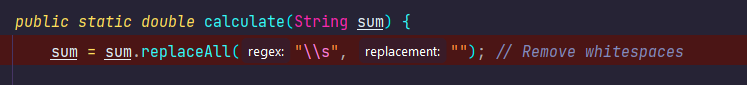 public static double calculate(String sum) {
sum = sum.replaceAll( regex: "\\s", replacement: ""); // Remove whitespaces